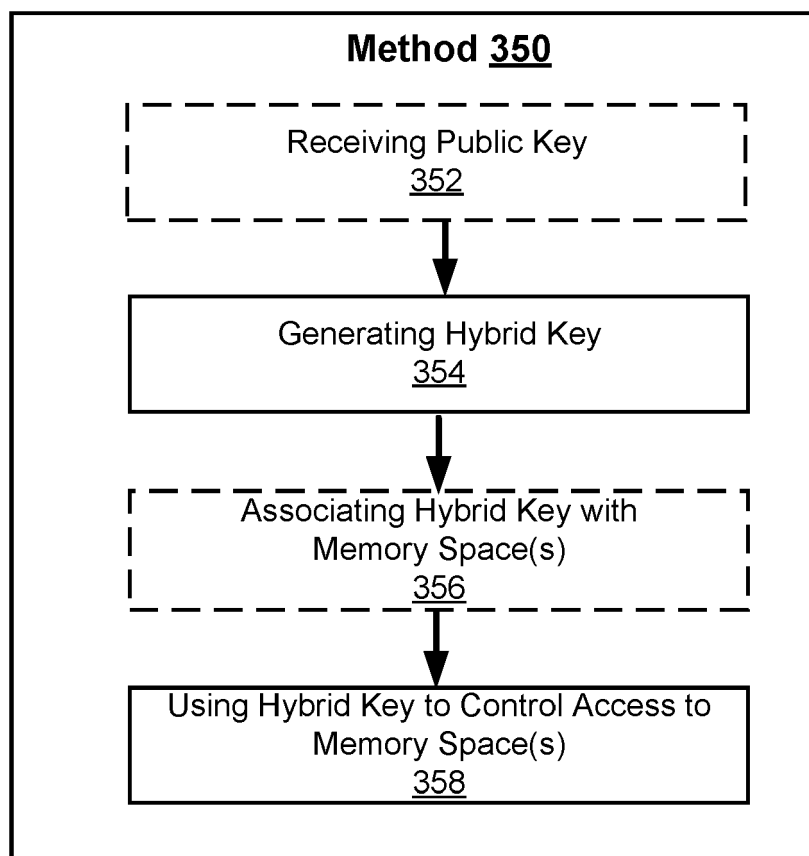 Method 350
Receiving Public Key
352
Generating Hybrid Key
354
Associating Hybrid Key with
Memory Space(s)
356
Using Hybrid Key to Control Access to
Memory Space(s)
358